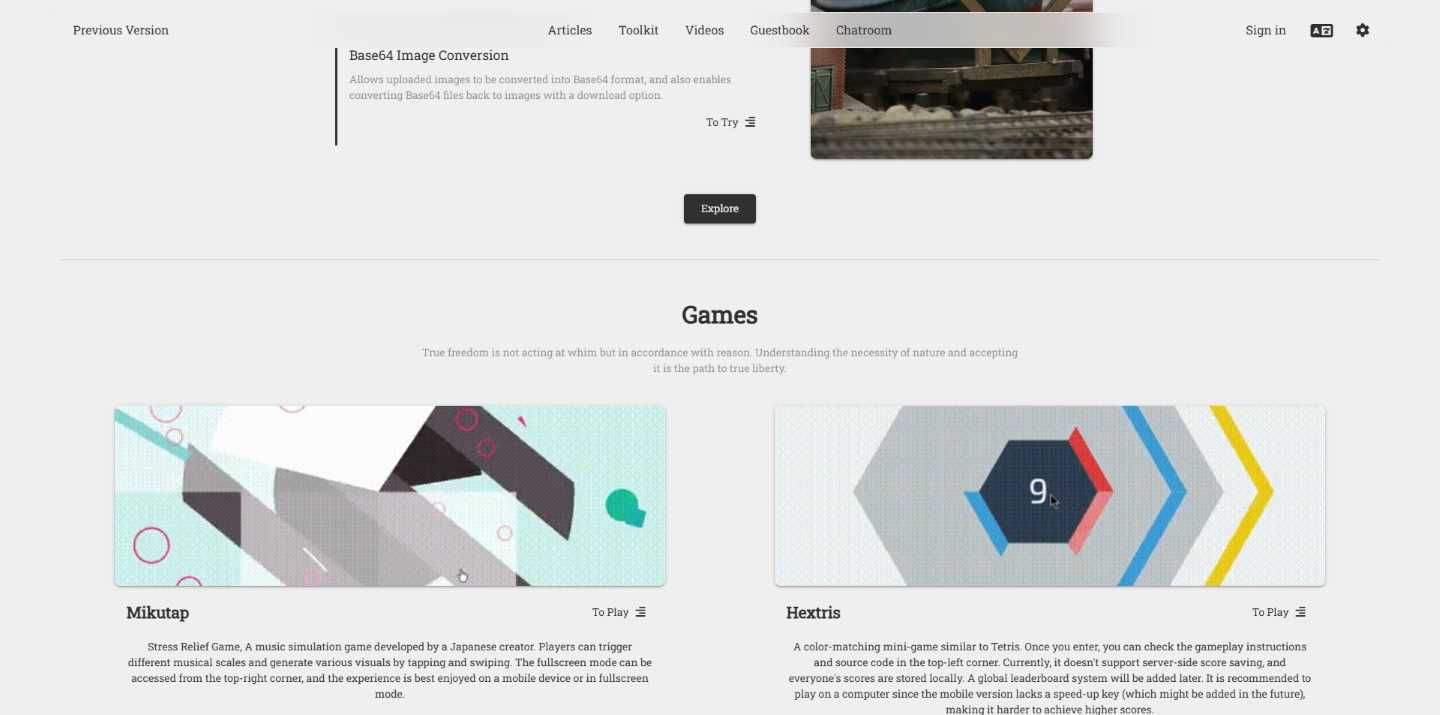 Previous Version
Articles
Toolkit
Videos
Guestbook
Chatroom
Sign in
Base64 Image Conversion
Allows uploaded images to be converted into Base64 format, and also enables
converting Base64 files back to images with a download option.
To Try
Explore
Games
True freedom is not acting at whim but in accordance with reason. Understanding the necessity of nature and accepting
it is the path to true liberty.
9
Mikutap
To Play
Stress Relief Game, A music simulation game developed by a Japanese creator. Players can trigger
different musical scales and generate various visuals by tapping and swiping. The fullscreen mode can be
accessed from the top-right corner, and the experience is best enjoyed on a mobile device or in fullscreen
mode.
Hextris
To Play
A color-matching mini-game similar to Tetris. Once you enter, you can check the gameplay instructions
and source code in the top-left corner. Currently, it doesn't support server-side score saving, and
everyone's scores are stored locally. A global leaderboard system will be added later. It is recommended to
play on a computer since the mobile version lacks a speed-up key (which might be added in the future),
making it harder to achieve higher scores.